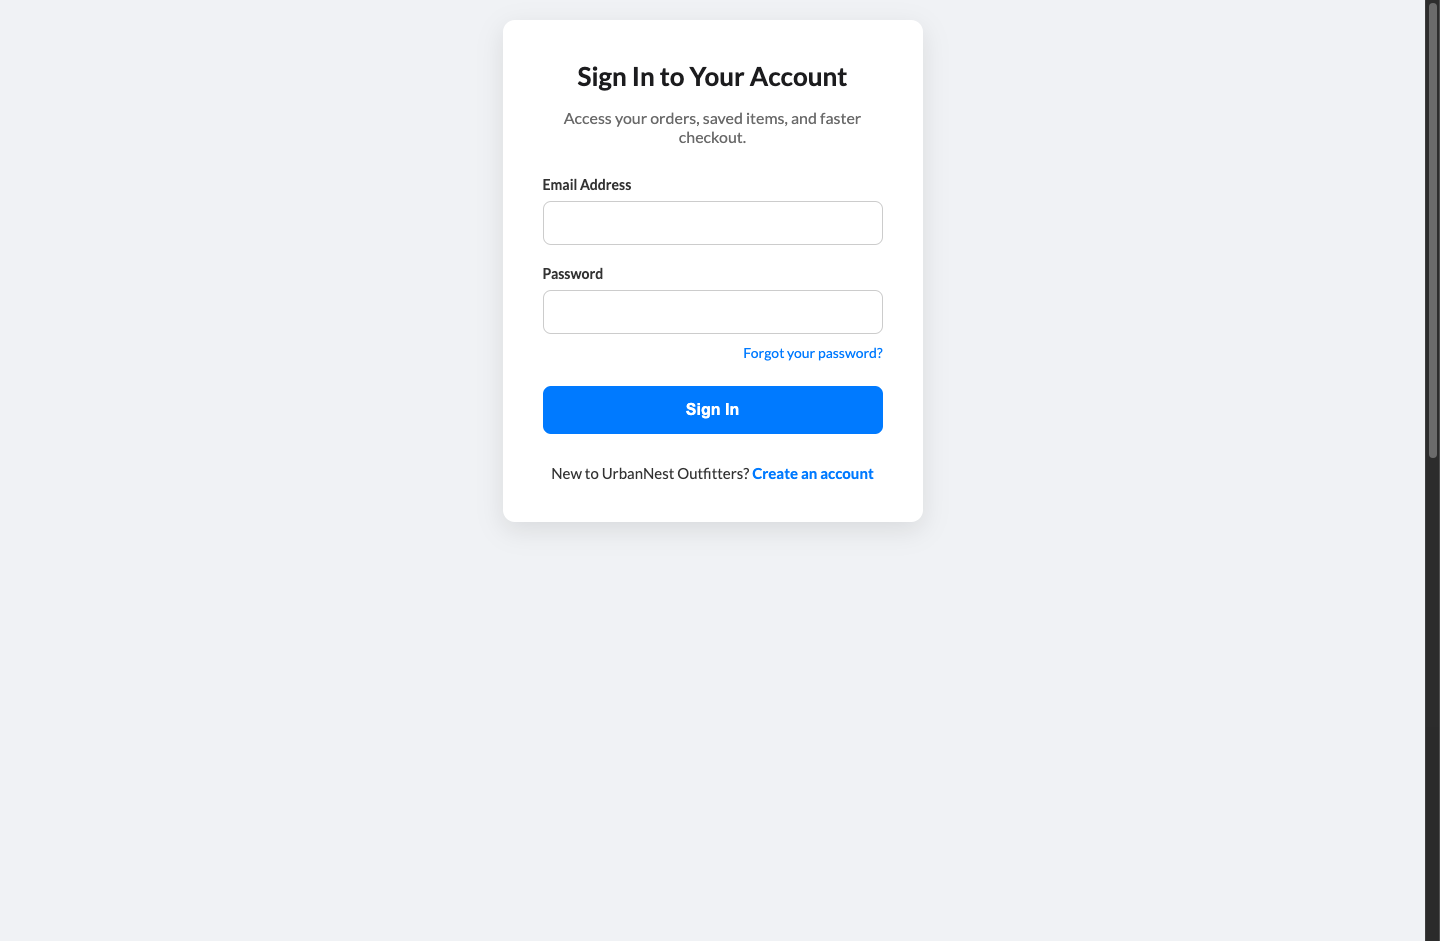 Sign In to Your Account
Access your orders, saved items, and faster
checkout.
Email Address
Password
Forgot your password?
Sign In
New to UrbanNest Outfitters? Create an account